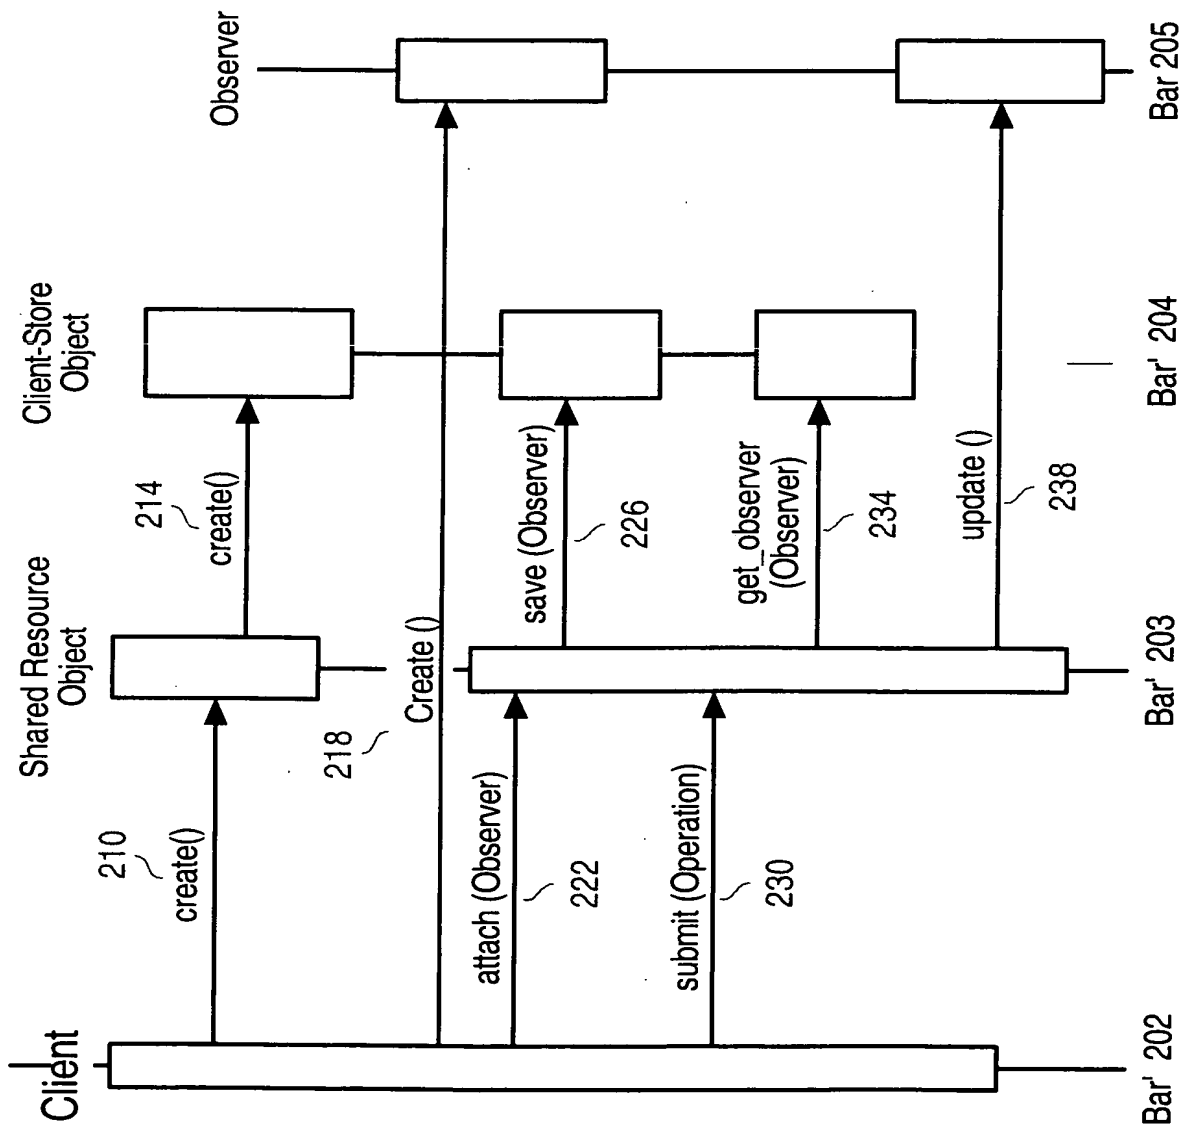 Client
Shared Resource
Object
Client-Store
Object
Observer
210
create()
214
create()
218
Create ()
attach (Observer)
222
save (Observer)
226
submit (Operation)
230
get_observer
(Observer)
234
update ()
238
Bar' 202
Bar' 203
Bar' 204
Bar 205